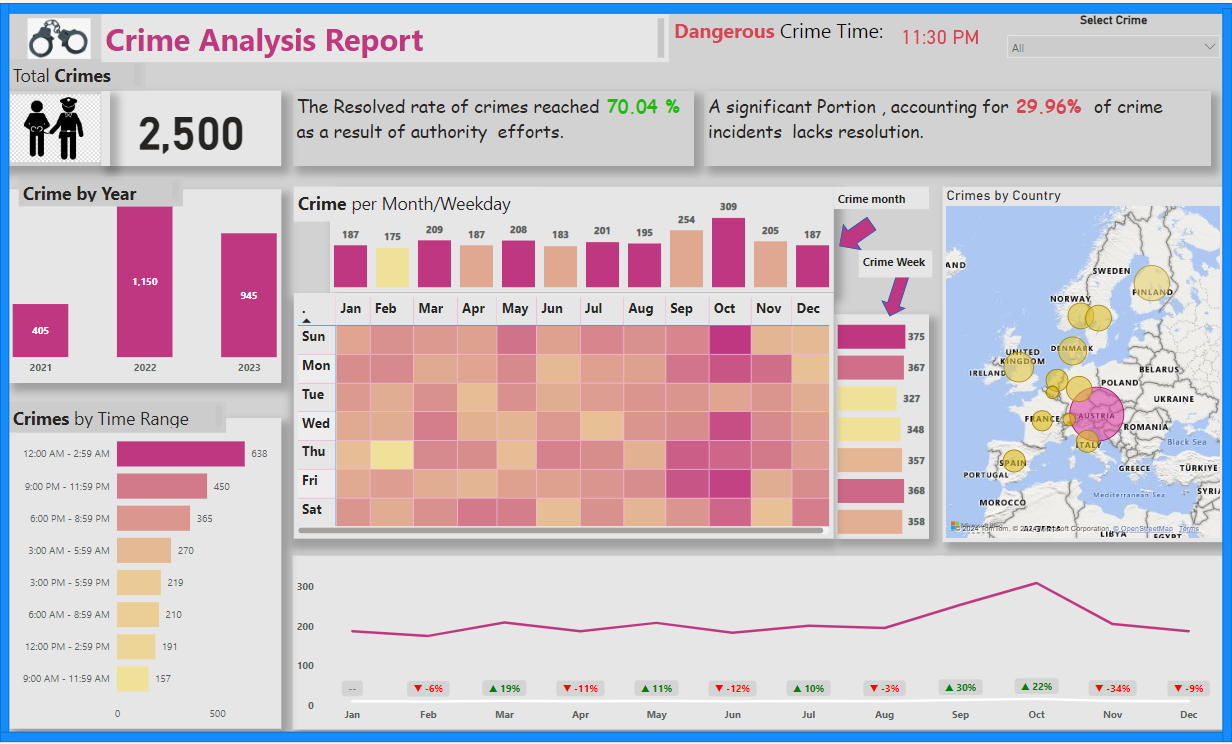 Crime Analysis Report
Dangerous Crime Time: 11:30 PM
Select Crime
All
Total Crimes
2,500
The Resolved rate of crimes reached 70.04 %
as a result of authority efforts.
A significant Portion , accounting for 29.96% of crime
incidents lacks resolution.
Crime by Year
405
1,150
945
2021 2022 2023
Crimes by Time Range
12:00 AM - 2:59 AM 638
9:00 PM - 11:59 PM 450
6:00 PM - 8:59 PM 365
3:00 AM - 5:59 AM 270
3:00 PM - 5:59 PM 219
6:00 AM - 8:59 AM 210
12:00 PM - 2:59 PM 191
9:00 AM - 11:59 AM 157
0 500
Crime per Month/Weekday
187 175 209 187 208 183 201 195 254 309 205 187
Crime month
Crime Week
. Jan Feb Mar Apr May Jun Jul Aug Sep Oct Nov Dec
Sun 375
Mon 367
Tue 327
Wed 348
Thu 357
Fri 368
Sat 358
Crimes by Country
AND
SWEDEN
FINLAND
NORWAY
DENMARK
UNITED
KINGDOM
IRELAND
BELARUS
POLAND
UKRAINE
FRANCE
AUSTRIA
ROMANIA
ITALY
Black Sea
SPAIN
PORTUGAL
GREECE
TÜRKIYE
Mediterranean Sea
SYRIA
MOROCCO
ALGERIA
LIBYA
EGYPT
© 2024 TomTom, © 2024 Microsoft Corporation, © OpenStreetMap Terms
300
200
100
0
-- ▼ -6% ▲ 19% ▼ -11% ▲ 11% ▼ -12% ▲ 10% ▼ -3% ▲ 30% ▲ 22% ▼ -34% ▼ -9%
Jan Feb Mar Apr May Jun Jul Aug Sep Oct Nov Dec